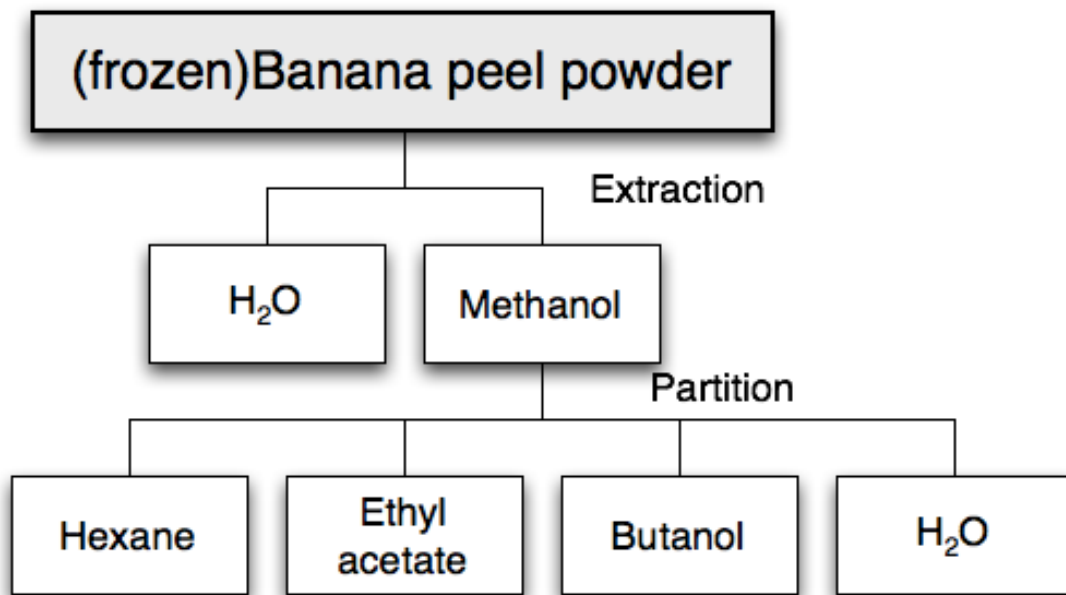 (frozen)Banana peel powder
Extraction
H₂O
Methanol
Partition
Hexane
Ethyl
acetate
Butanol
H₂O